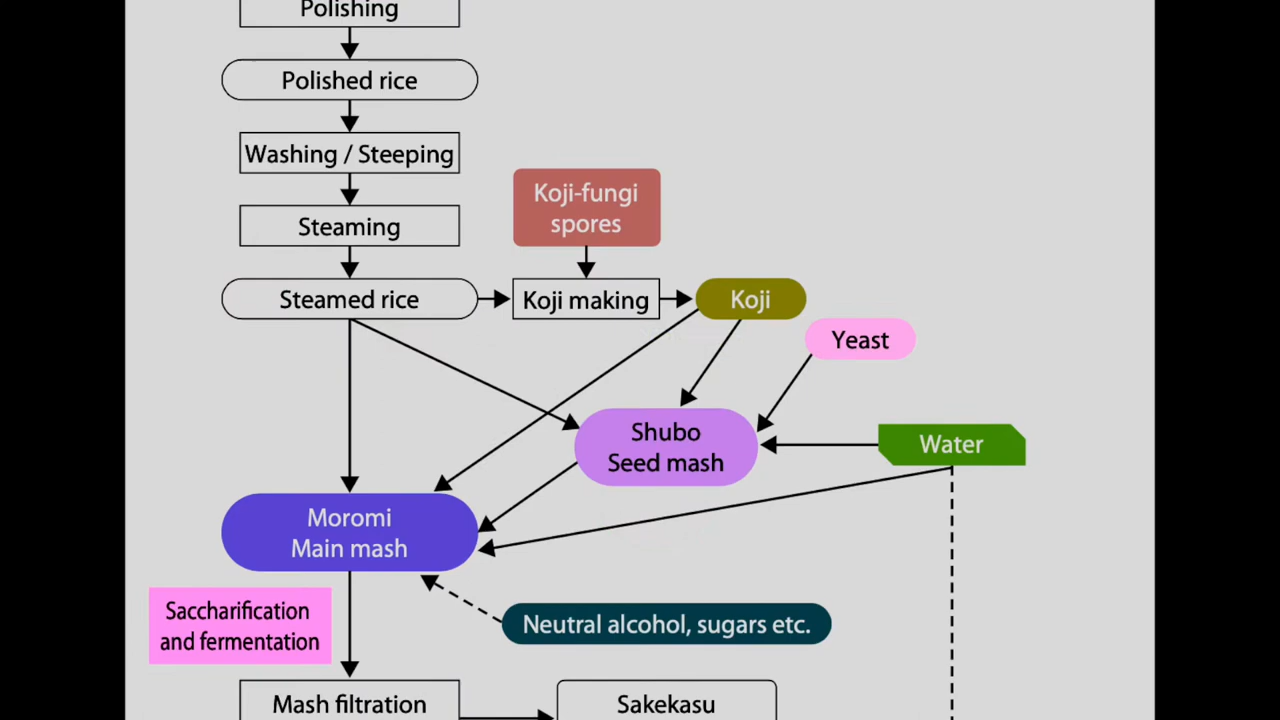 Polishing
Polished rice
Washing / Steeping
Koji-fungi
spores
Steaming
Steamed rice
Koji making
Koji
Yeast
Shubo
Seed mash
Water
Moromi
Main mash
Saccharification
and fermentation
Neutral alcohol, sugars etc.
Mash filtration
Sakekasu